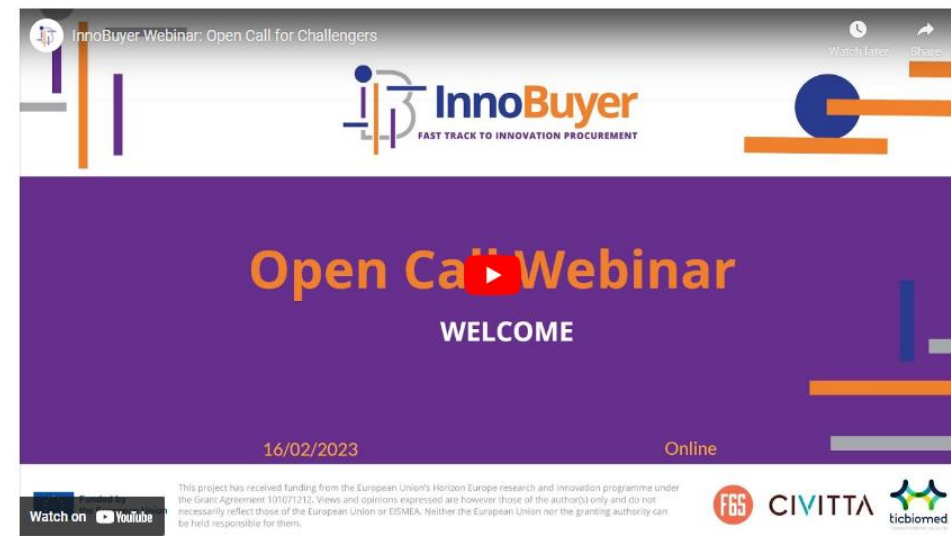 InnoBuyer Webinar: Open Call for Challengers
Watch later
Share
InnoBuyer
FAST TRACK TO INNOVATION PROCUREMENT
Open Call Webinar
WELCOME
16/02/2023
Online
Funded by
the European Union
This project has received funding from the European Union's Horizon Europe research and innovation programme under
the Grant Agreement 101071212. Views and opinions expressed are however those of the author(s) only and do not
necessarily reflect those of the European Union or EISMEA. Neither the European Union nor the granting authority can
be held responsible for them.
Watch on YouTube
FGS
CIVITTA
ticbiomed